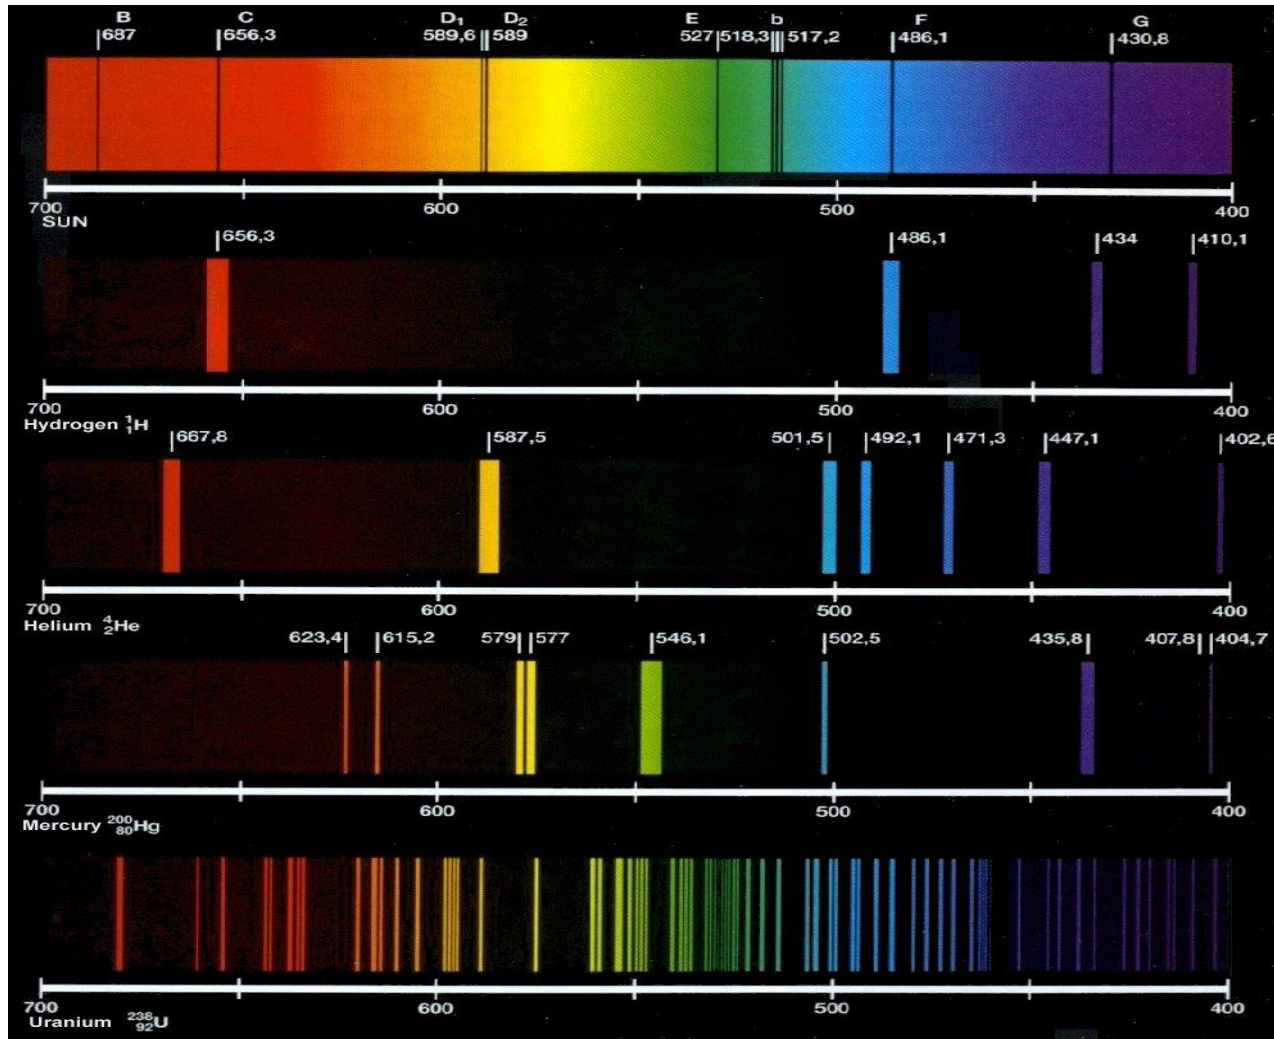 B C D₁ D₂ E b F G
687 656,3 589,6 589 527 518,3 517,2 486,1 430,8
700 600 500 400
SUN
656,3 486,1 434 410,1
700 600 500 400
Hydrogen ¹₁H
667,8 587,5 501,5 492,1 471,3 447,1 402,6
700 600 500 400
Helium ⁴₂He
623,4 615,2 579 577 546,1 502,5 435,8 407,8 404,7
700 600 500 400
Mercury ²⁰⁰₈₀Hg
700 600 500 400
Uranium ²³⁸₉₂U